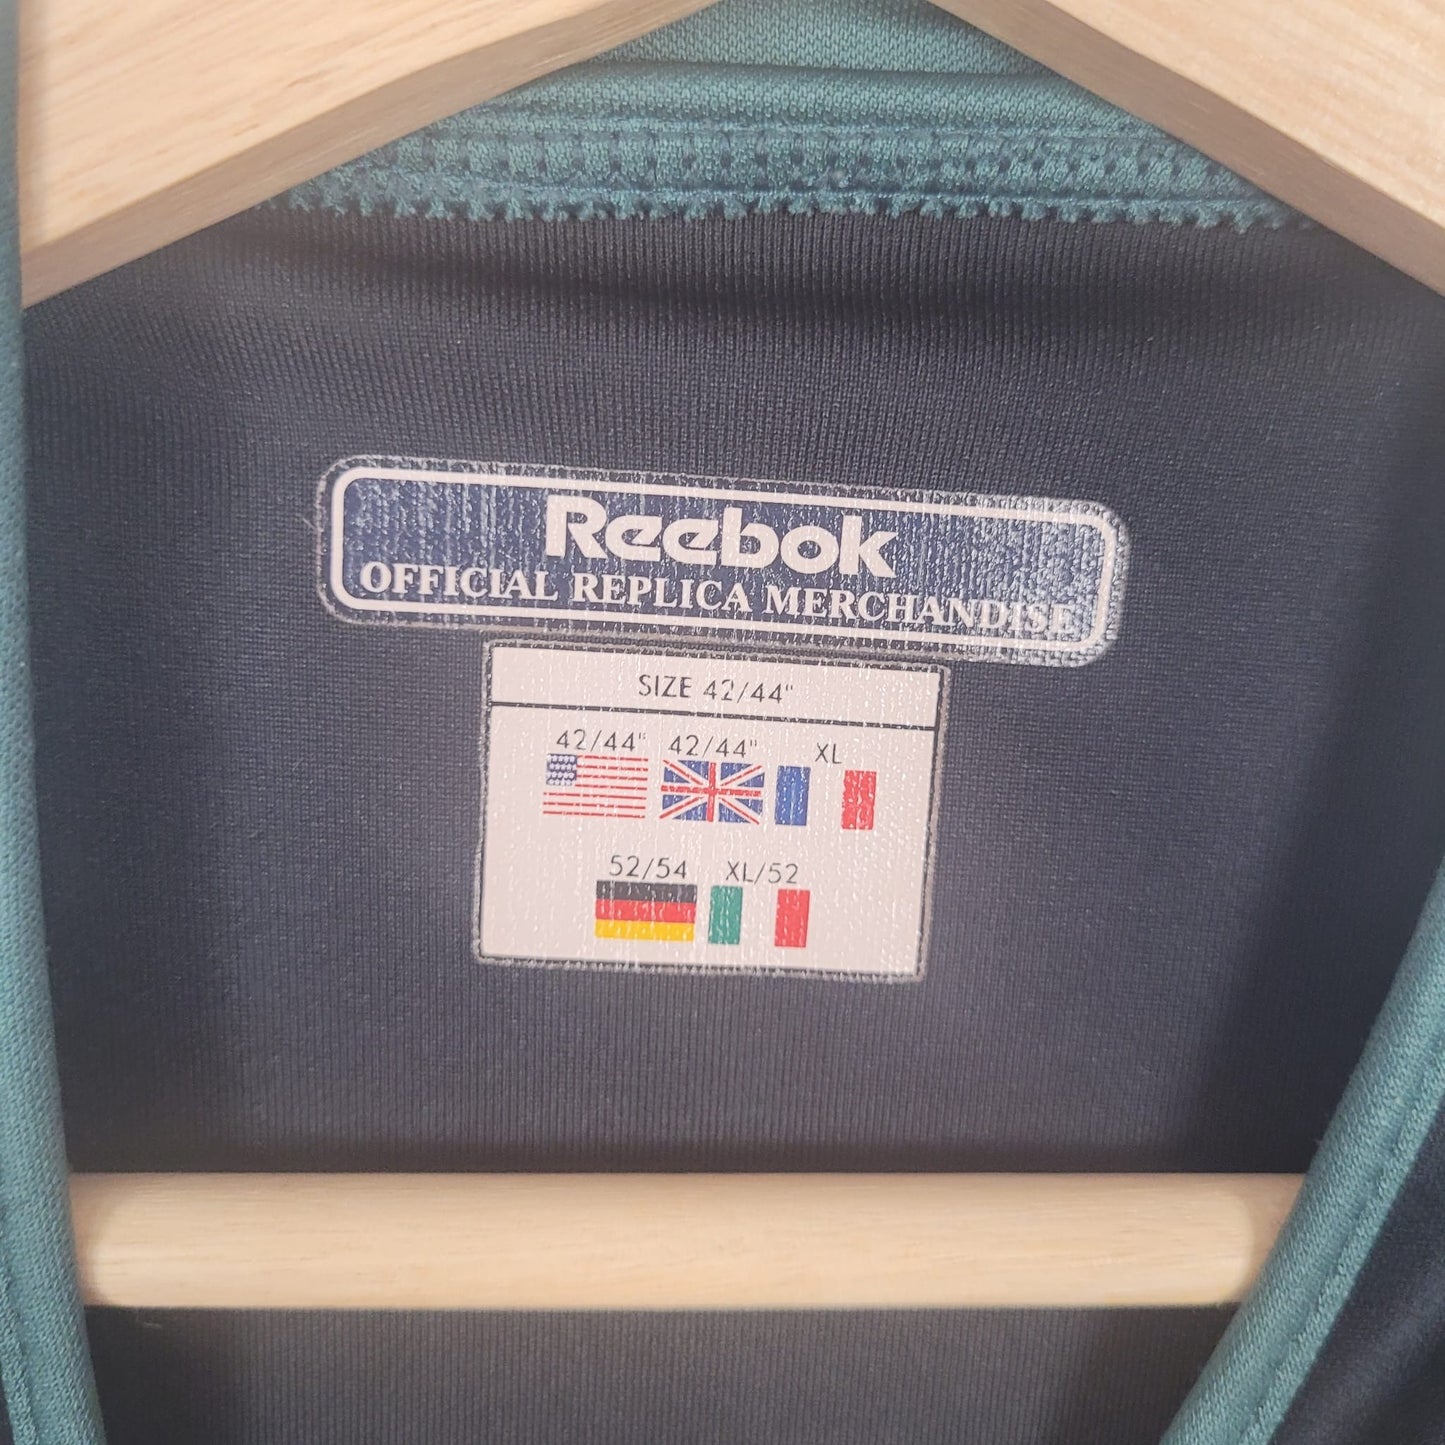 Reebok
OFFICIAL REPLICA MERCHANDISE
SIZE 42/44"
42/44" 42/44" XL
52/54 XL/52